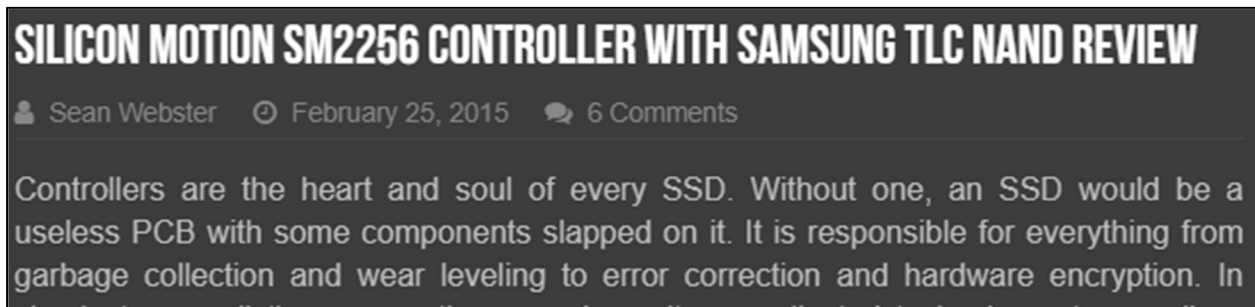 SILICON MOTION SM2256 CONTROLLER WITH SAMSUNG TLC NAND REVIEW
Sean Webster February 25, 2015 6 Comments
Controllers are the heart and soul of every SSD. Without one, an SSD would be a
useless PCB with some components slapped on it. It is responsible for everything from
garbage collection and wear leveling to error correction and hardware encryption. In